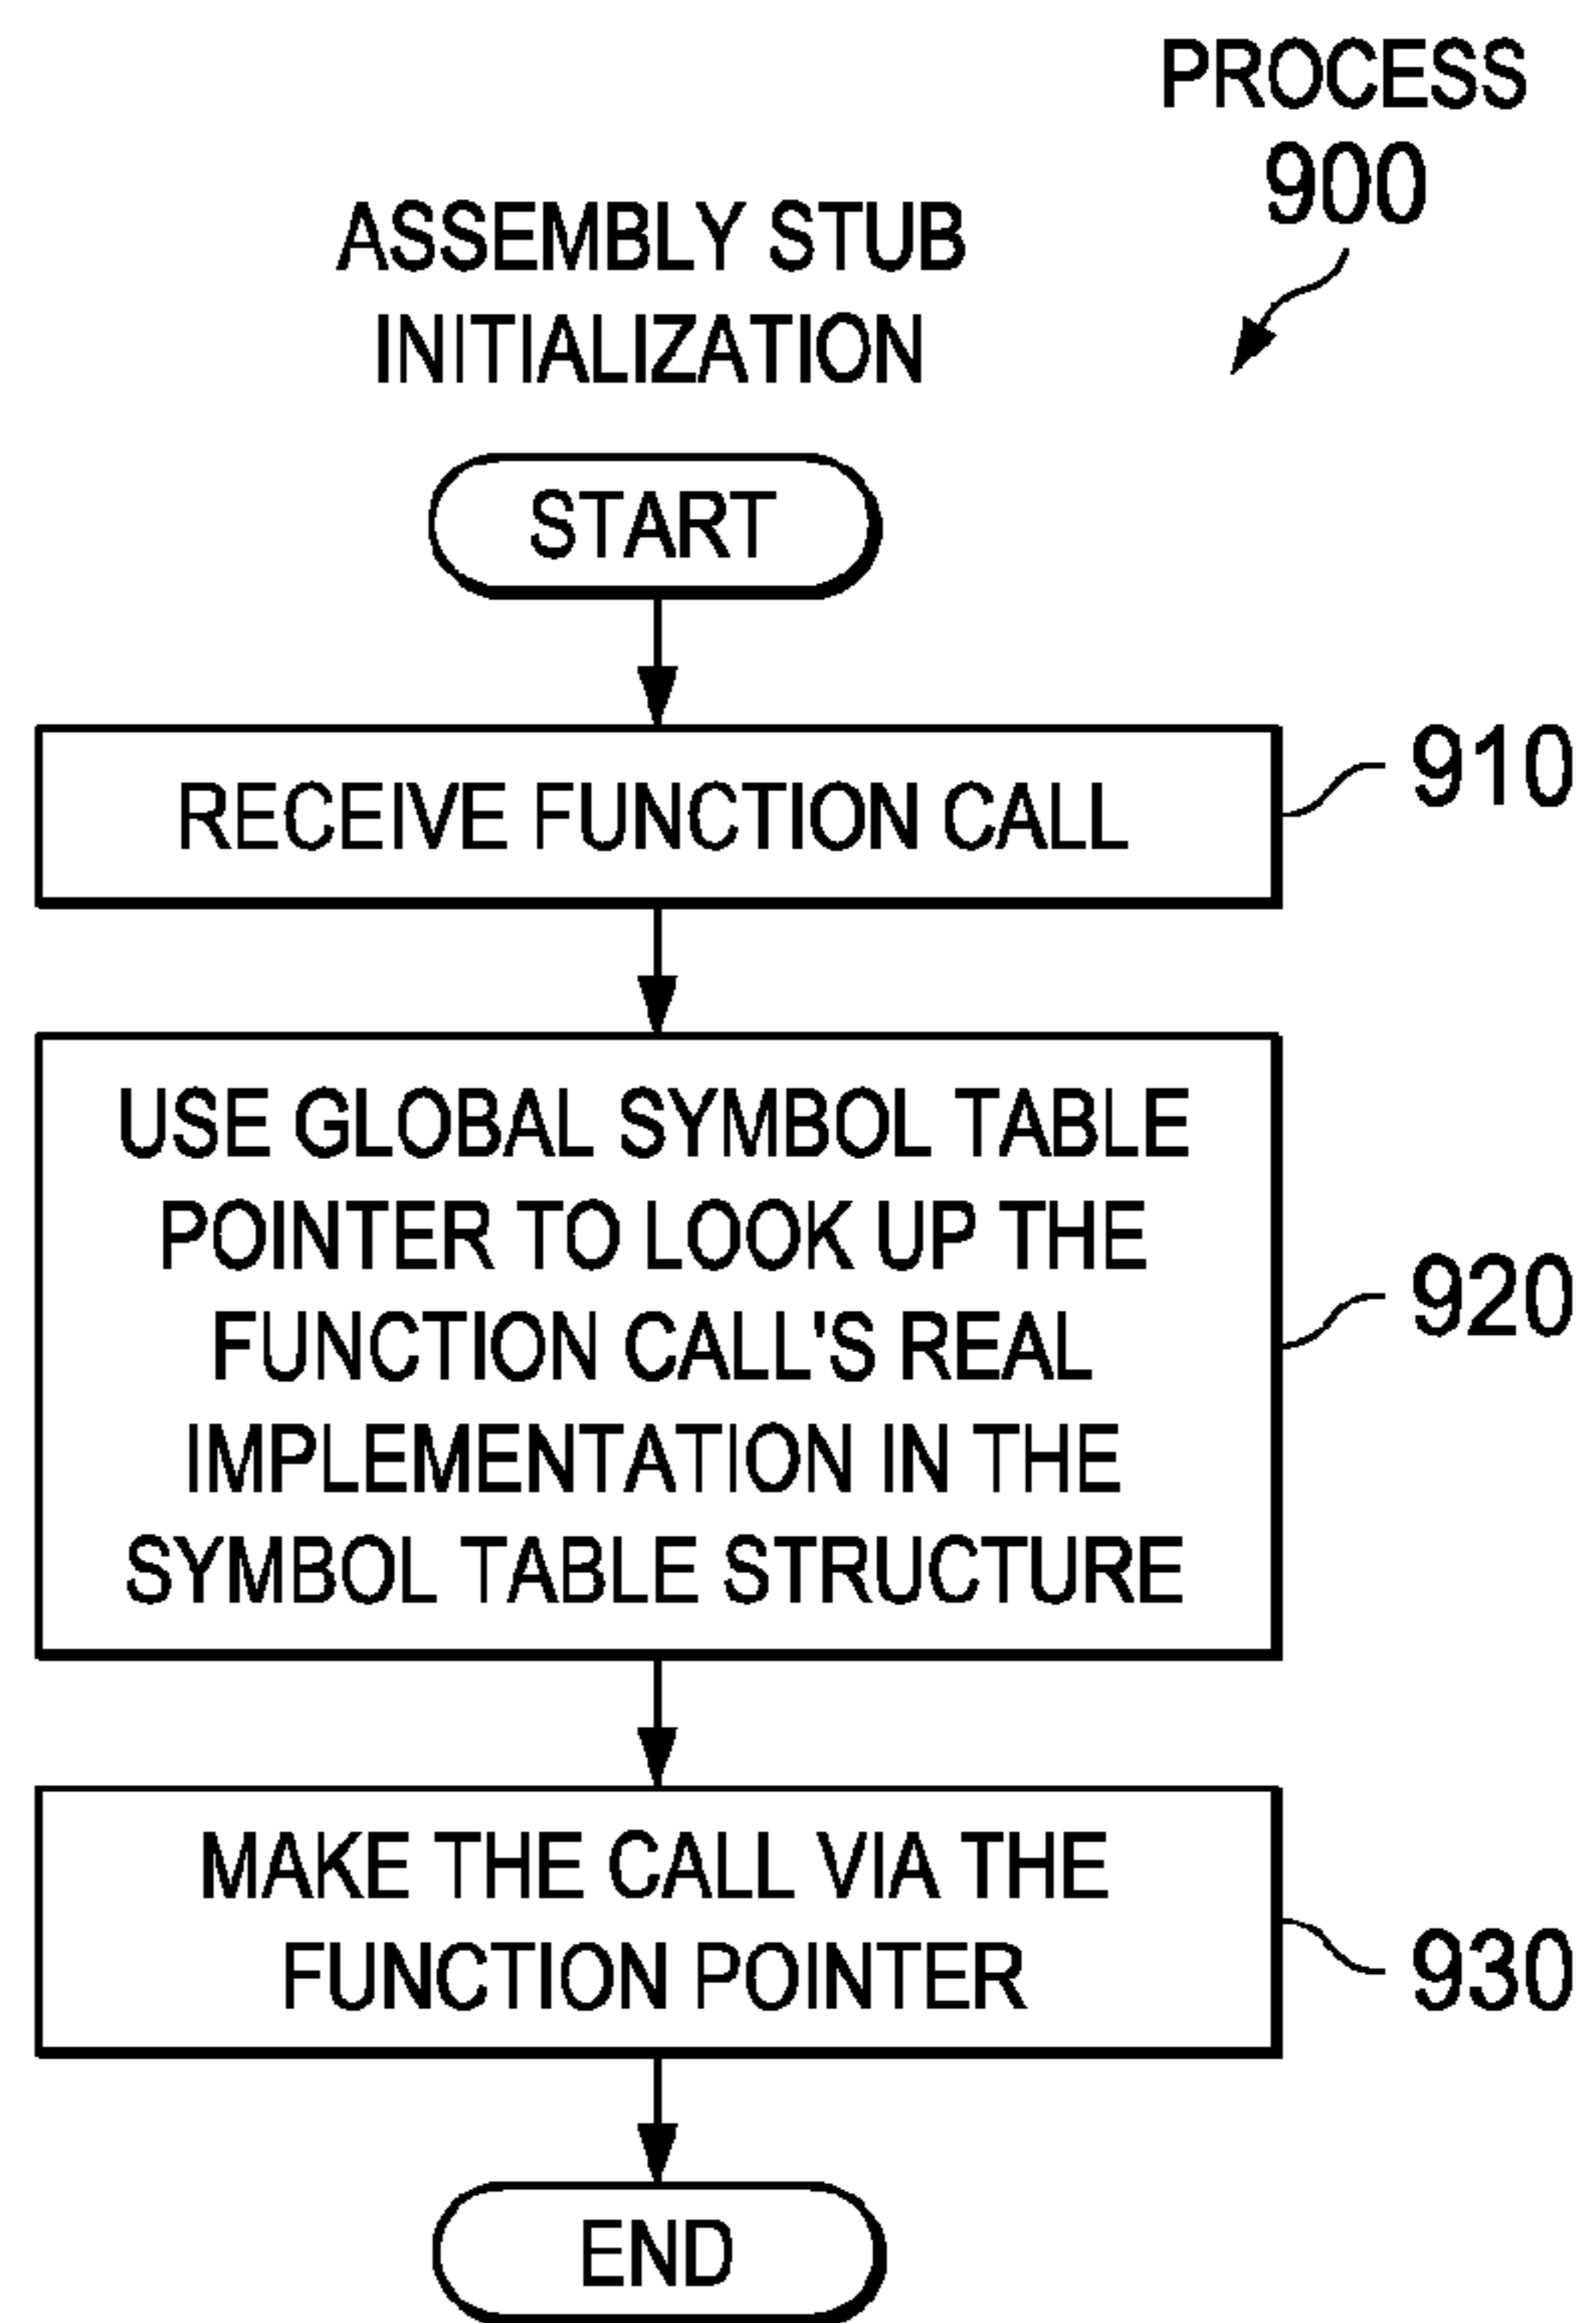 PROCESS
900
ASSEMBLY STUB
INITIALIZATION
START
RECEIVE FUNCTION CALL
910
USE GLOBAL SYMBOL TABLE
POINTER TO LOOK UP THE
FUNCTION CALL'S REAL
IMPLEMENTATION IN THE
SYMBOL TABLE STRUCTURE
920
MAKE THE CALL VIA THE
FUNCTION POINTER
930
END